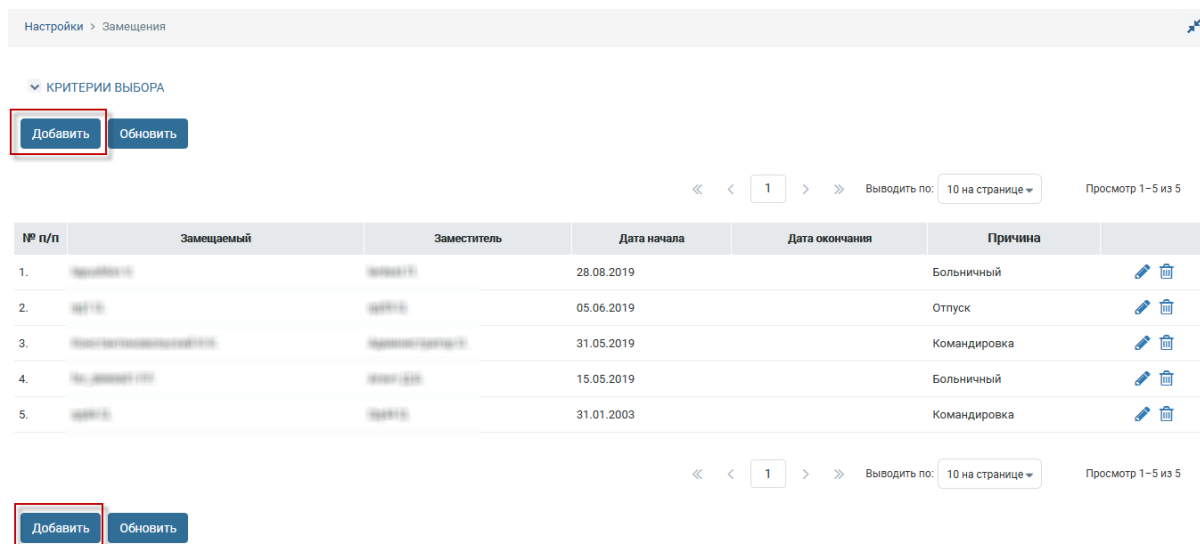 Настройки > Замещения
КРИТЕРИИ ВЫБОРА
Добавить Обновить
1 Выводить по: 10 на странице Просмотр 1–5 из 5
№ п/п Замещаемый Заместитель Дата начала Дата окончания Причина
1. 28.08.2019 Больничный
2. 05.06.2019 Отпуск
3. 31.05.2019 Командировка
4. 15.05.2019 Больничный
5. 31.01.2003 Командировка
1 Выводить по: 10 на странице Просмотр 1–5 из 5
Добавить Обновить